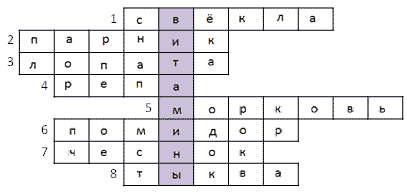 1 свёкла
2 парник
3 лопата
4 репа
5 морковь
6 помидор
7 чеснок
8 тыква